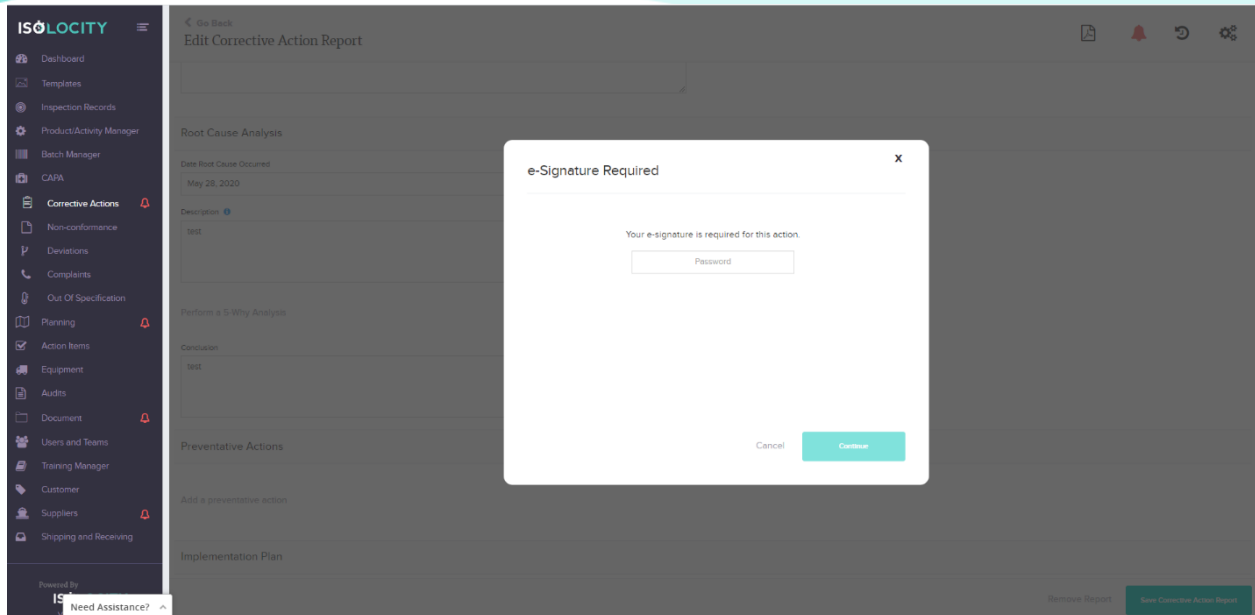 ISOLOCITY
Dashboard
Templates
Inspection Records
Product/Activity Manager
Batch Manager
CAPA
Corrective Actions
Non-conformance
Deviations
Complaints
Out Of Specification
Planning
Action Items
Equipment
Audits
Document
Users and Teams
Training Manager
Customer
Suppliers
Shipping and Receiving
Powered By
Need Assistance?
Go Back
Edit Corrective Action Report
Root Cause Analysis
Date Root Cause Occurred
May 28, 2020
Description
test
Perform a 5-Why Analysis
Conclusion
test
Preventative Actions
Add a preventative action
Implementation Plan
Remove Report
Save Corrective Action Report
e-Signature Required
X
Your e-signature is required for this action.
Password
Cancel
Continue